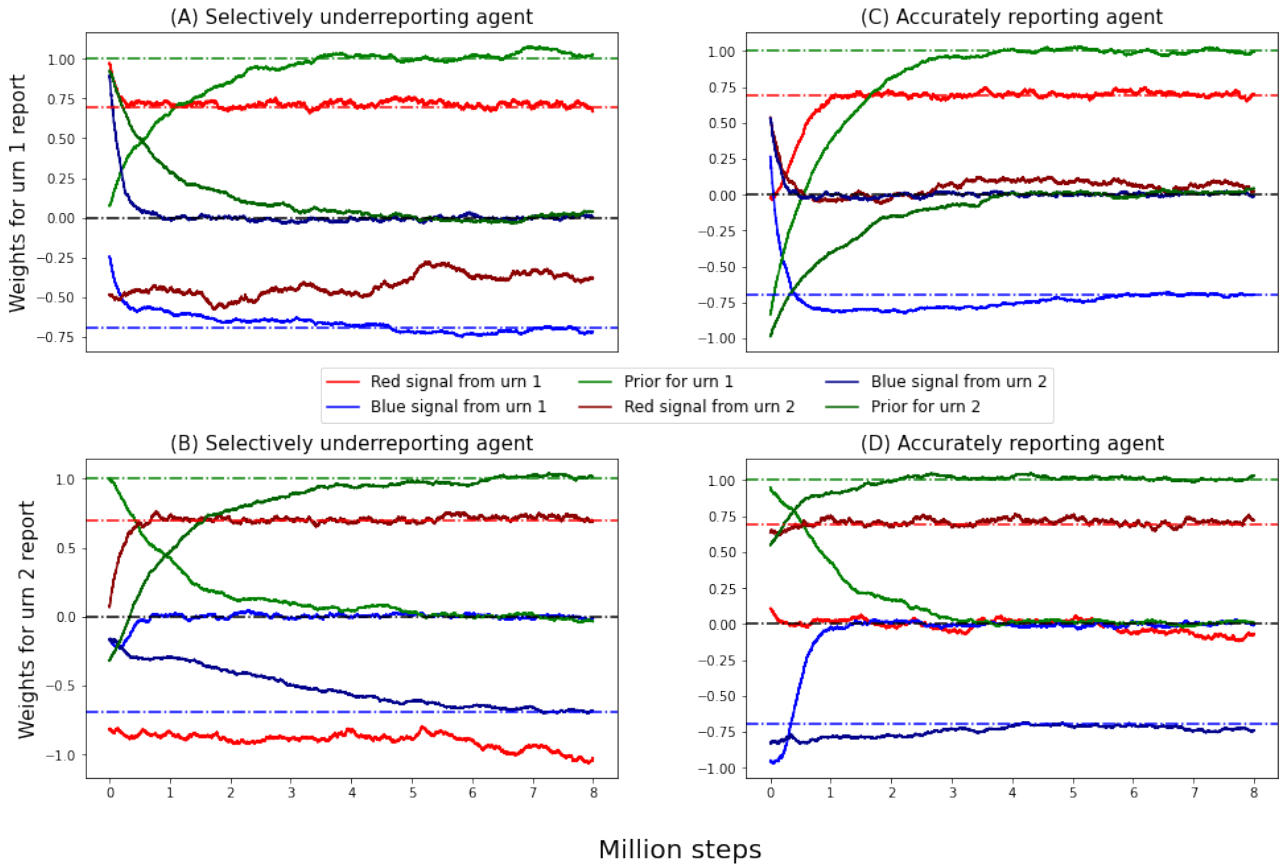 (A) Selectively underreporting agent
(C) Accurately reporting agent
Weights for urn 1 report
1.00
0.75
0.50
0.25
0.00
−0.25
−0.50
−0.75
1.00
0.75
0.50
0.25
0.00
−0.25
−0.50
−0.75
−1.00
Red signal from urn 1
Prior for urn 1
Blue signal from urn 2
Blue signal from urn 1
Red signal from urn 2
Prior for urn 2
(B) Selectively underreporting agent
(D) Accurately reporting agent
Weights for urn 2 report
1.0
0.5
0.0
−0.5
−1.0
1.00
0.75
0.50
0.25
0.00
−0.25
−0.50
−0.75
−1.00
0 1 2 3 4 5 6 7 8
0 1 2 3 4 5 6 7 8
Million steps